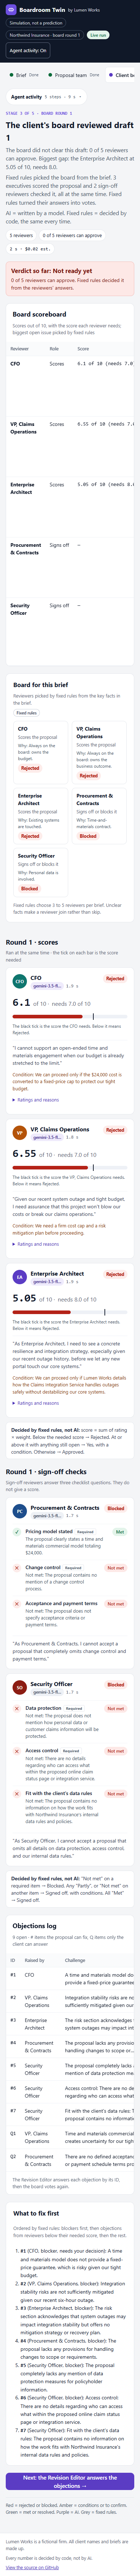 Boardroom Twin by Lumen Works
Simulation, not a prediction
Northwest Insurance · board round 1
Live run
Agent activity: On
Brief Done
Proposal team Done
Client b
Agent activity
STAGE 3 OF 5 · BOARD ROUND 1
The client's board reviewed draft
1
The board did not clear this draft: 0 of 5 reviewers
approve. Biggest gap: the Enterprise Architect at
5.05 of 10, needs 8.0.
Fixed rules picked the board from the brief. 3
executives scored the proposal and 2 sign-off
checkers checked it, all at the same time. Then
fixed rules turned answers into votes.
AI = written by a model. Fixed rules = decided by
code, the same every time.
5 reviewers
0 of 5 reviewers can approve
2 s · $0.02 est.
Verdict so far: Not ready yet
0 of 5 reviewers can approve. Fixed rules decided it
from the reviewers' answers.
Board scoreboard
Scores out of 10, with the score each reviewer needs;
biggest open issue picked by fixed rules
Reviewer Role Score
CFO Scores 6.1 of 10 (needs 7.0
VP, Claims
Operations
Scores 6.55 of 10 (needs 7.
Enterprise
Architect
Scores 5.05 of 10 (needs 8.
Procurement
& Contracts
Signs off –
Security
Officer
Signs off –
Board for this brief
Reviewers picked by fixed rules from the key facts in
the brief.
Fixed rules
CFO
Scores the proposal
Why: Always on the
board: owns the
budget.
Rejected
VP, Claims
Operations
Scores the proposal
Why: Always on the
board: owns the
business outcome.
Rejected
Enterprise
Architect
Scores the proposal
Why: Existing systems
are touched.
Rejected
Procurement &
Contracts
Signs off or blocks it
Why: Time-and-
materials contract.
Blocked
Security Officer
Signs off or blocks it
Why: Personal data is
involved.
Blocked
Fixed rules choose 3 to 5 reviewers per brief. Unclear
facts make a reviewer join rather than skip.
Round 1 · scores
Ran at the same time · the tick on each bar is the score
needed
CFO
Rejected
6.1 of 10 · needs 7.0 of 10
The black tick is the score the CFO needs. Below it means
Rejected.
"I cannot support an open-ended time and
materials engagement when our budget is already
stretched to the limit."
Condition: We can proceed only if the $24,000 cost is
converted to a fixed-price cap to protect our tight
budget.
Ratings and reasons
VP, Claims Operations
Rejected
6.55 of 10 · needs 7.0 of 10
The black tick is the score the VP, Claims Operations needs.
Below it means Rejected.
"Given our recent system outage and tight budget,
I need assurance that this project won't blow our
costs or break our claims operations."
Condition: We need a firm cost cap and a risk
mitigation plan before proceeding.
Ratings and reasons
Enterprise Architect
Rejected
5.05 of 10 · needs 8.0 of 10
The black tick is the score the Enterprise Architect needs.
Below it means Rejected.
"As Enterprise Architect, I need to see a concrete
resilience and integration strategy, especially given
our recent outage history, before we let any new
portal touch our core systems."
Condition: We can proceed only if Lumen Works details
how the Claims Integration Service handles outages
safely without destabilizing our core systems.
Ratings and reasons
Decided by fixed rules, not AI: score = sum of rating
× weight. Below the needed score → Rejected. At or
above it with anything still open → Yes, with a
condition. Otherwise → Approved.
Round 1 · sign-off checks
Sign-off reviewers answer three checklist questions. They do not
give a score.
Procurement & Contracts
Blocked
Pricing model stated Required Met
The proposal clearly states a time and
materials commercial model totaling
$24,000.
Change control Required Not met
Not met: The proposal contains no
mention of a change control
process.
Acceptance and payment terms Not met
Not met: The proposal does not
specify acceptance criteria or
payment terms.
"As Procurement & Contracts, I cannot accept a
proposal that completely omits change control and
payment terms."
Security Officer
Blocked
Data protection Required Not met
Not met: The proposal does not
mention how personal data or
customer claims information will be
protected.
Access control Required Not met
Not met: There are no details
regarding who can access what
within the proposed online claim
status page or integration service.
Fit with the client's data rules Not met
Not met: The proposal contains no
information on how the work fits
with Northwest Insurance's internal
data rules and policies.
"As Security Officer, I cannot accept a proposal that
omits all details on data protection, access control,
and our internal data rules."
Decided by fixed rules, not AI: "Not met" on a
required item → Blocked. Any "Partly", or "Not met" on
another item → Signed off, with conditions. All "Met"
→ Signed off.
Objections log
9 open · # items the proposal can fix, Q items only the
client can answer
ID Raised by Challenge
#1 CFO A time and materials model do
provide a fixed-price guarantee,
#2 VP, Claims
Operations
Integration stability risks are no
sufficiently mitigated given our
#3 Enterprise
Architect
The risk section acknowledges
system outages may impact inte
#4 Procurement
& Contracts
The proposal lacks any provision
handling changes to scope or
#5 Security
Officer
The proposal completely lacks a
mention of data protection mea
#6 Security
Officer
Access control: There are no de
regarding who can access what
#7 Security
Officer
Fit with the client's data rules: T
proposal contains no informatio
Q1 VP, Claims
Operations
Time and materials commercial
creates uncertainty for our tigh
Q2 Procurement
& Contracts
There are no defined acceptanc
or payment schedule terms pro
The Revision Editor answers each objection by its ID,
then the board votes again.
What to fix first
Ordered by fixed rules: blockers first, then objections
from reviewers below their needed score, then the rest.
1. #1 (CFO, blocker, needs your decision): A time
and materials model does not provide a fixed-
price guarantee, which is risky given our tight
budget.
2. #2 (VP, Claims Operations, blocker): Integration
stability risks are not sufficiently mitigated
given our recent six-hour outage.
3. #3 (Enterprise Architect, blocker): The risk
section acknowledges that system outages may
impact integration stability but offers no
mitigation strategy or recovery plan.
4. #4 (Procurement & Contracts, blocker): The
proposal lacks any provisions for handling
changes to scope or requirements.
5. #5 (Security Officer, blocker): The proposal
completely lacks any mention of data
protection measures for policyholder
information.
6. #6 (Security Officer, blocker): Access control:
There are no details regarding who can access
what within the proposed online claim status
page or integration service.
7. #7 (Security Officer): Fit with the client's data
rules: The proposal contains no information on
how the work fits with Northwest Insurance's
internal data rules and policies.
Next: the Revision Editor answers the
objections →
Red = rejected or blocked. Amber = conditions or to confirm.
Green = met or resolved. Purple = AI. Grey = fixed rules.
Lumen Works is a fictional firm. All client names and briefs are
made up.
Every number is decided by code, not by AI.
View the source on GitHub